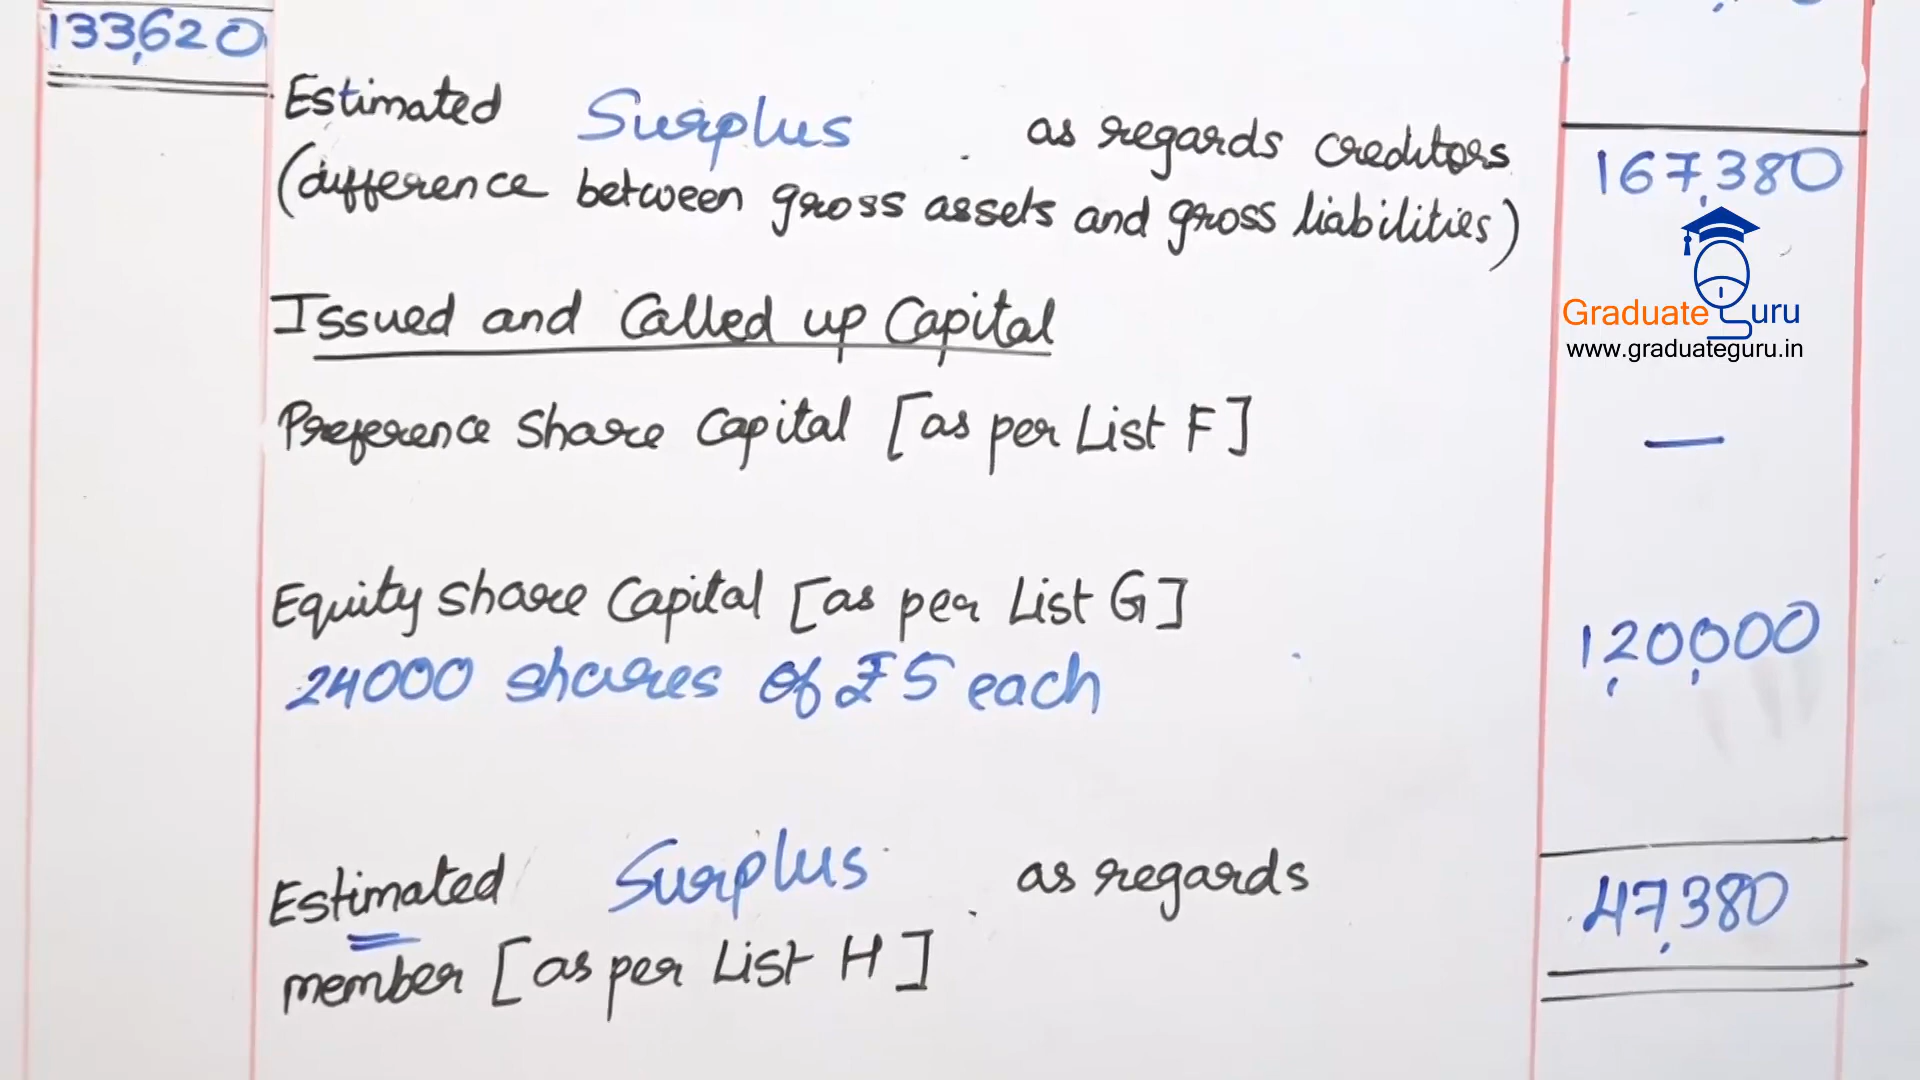 133,620
Estimated Surplus as regards creditors
167,380
(difference between gross assets and gross liabilities)
Graduate Guru
www.graduateguru.in
Issued and Called up Capital
Preference Share Capital [as per List F] —
Equity share Capital [as per List G]
1,20,000
24000 shares of ₹5 each
Estimated Surplus as regards
47,380
member [as per List H]